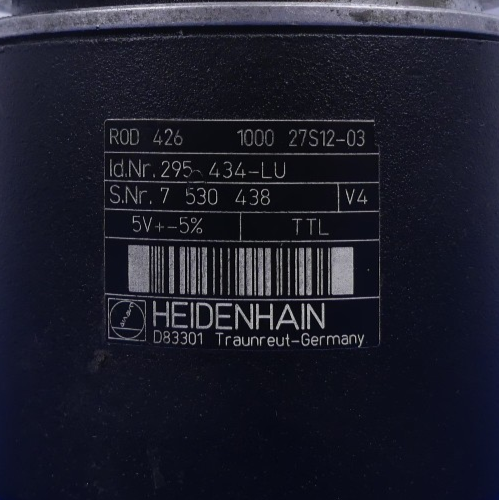 ROD 426 1000 27S12-03
Id.Nr. 295 434-LU
S.Nr. 7 530 438 V4
5V+-5% TTL
HEIDENHAIN
D83301 Traunreut-Germany